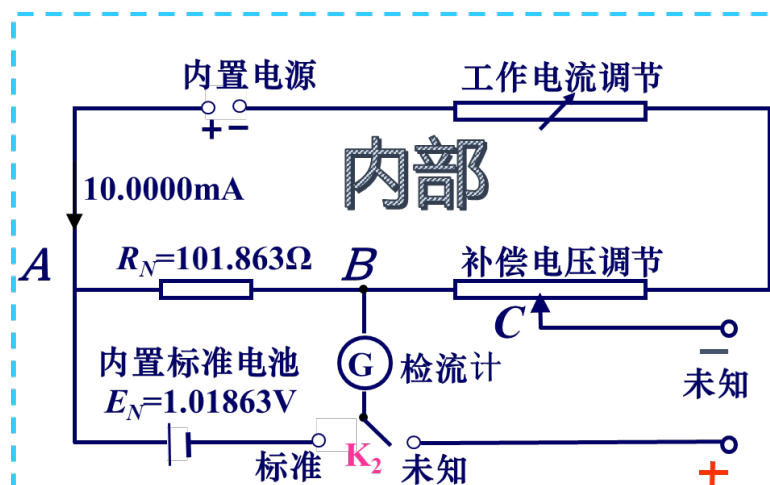 内置电源
工作电流调节
+ −
内部
10.0000mA
A
R_N=101.863Ω
B
补偿电压调节
C
内置标准电池
E_N=1.01863V
G
检流计
−
未知
标准
K₂
未知
+